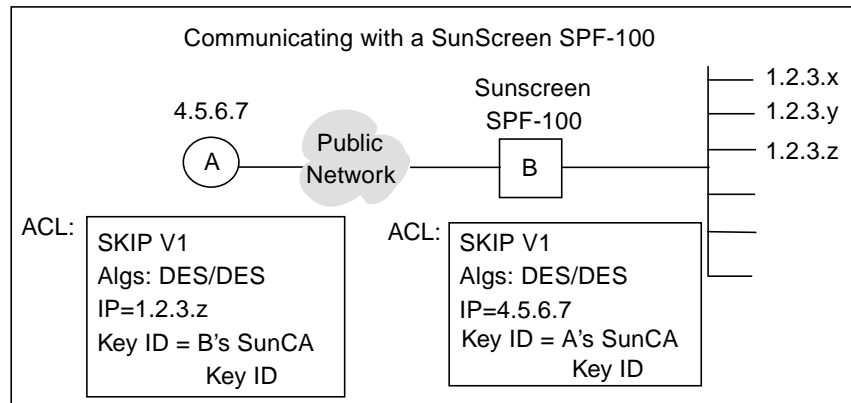 Communicating with a SunScreen SPF-100
4.5.6.7
A
Public
Network
Sunscreen
SPF-100
B
1.2.3.x
1.2.3.y
1.2.3.z
ACL:
SKIP V1
Algs: DES/DES
IP=1.2.3.z
Key ID = B’s SunCA
Key ID
ACL:
SKIP V1
Algs: DES/DES
IP=4.5.6.7
Key ID = A’s SunCA
Key ID